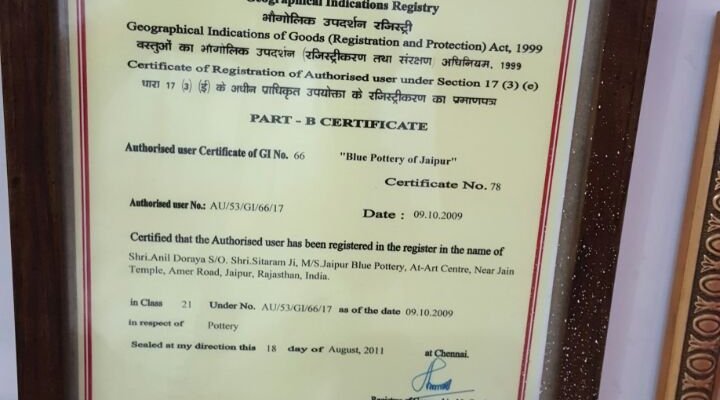 Geographical Indications Registry
भौगोलिक उपदर्शन रजिस्ट्री
Geographical Indications of Goods (Registration and Protection) Act, 1999
वस्तुओं का भौगोलिक उपदर्शन (रजिस्ट्रीकरण तथा संरक्षण) अधिनियम, 1999
Certificate of Registration of Authorised user under Section 17 (3) (e)
धारा 17 (3) (ई) के अधीन प्राधिकृत उपयोक्ता के रजिस्ट्रीकरण का प्रमाणपत्र
PART - B CERTIFICATE
Authorised user Certificate of GI No. 66 "Blue Pottery of Jaipur"
Certificate No. 78
Authorised user No.: AU/53/GI/66/17 Date : 09.10.2009
Certified that the Authorised user has been registered in the register in the name of
Shri.Anil Doraya S/O. Shri.Sitaram Ji, M/S.Jaipur Blue Pottery, At-Art Centre, Near Jain
Temple, Amer Road, Jaipur, Rajasthan, India.
in Class 21 Under No. AU/53/GI/66/17 as of the date 09.10.2009
in respect of Pottery
Sealed at my direction this 18 day of August, 2011 at Chennai.